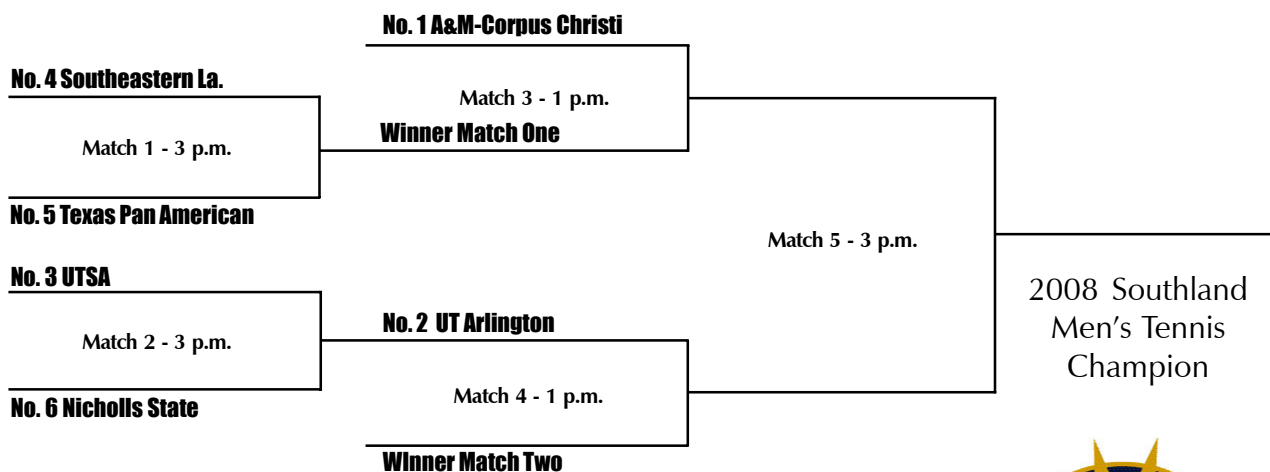 No. 1 A&M-Corpus Christi
No. 4 Southeastern La.
Match 3 - 1 p.m.
Winner Match One
Match 1 - 3 p.m.
No. 5 Texas Pan American
Match 5 - 3 p.m.
No. 3 UTSA
2008 Southland
Men's Tennis
Champion
No. 2 UT Arlington
Match 2 - 3 p.m.
Match 4 - 1 p.m.
No. 6 Nicholls State
WInner Match Two